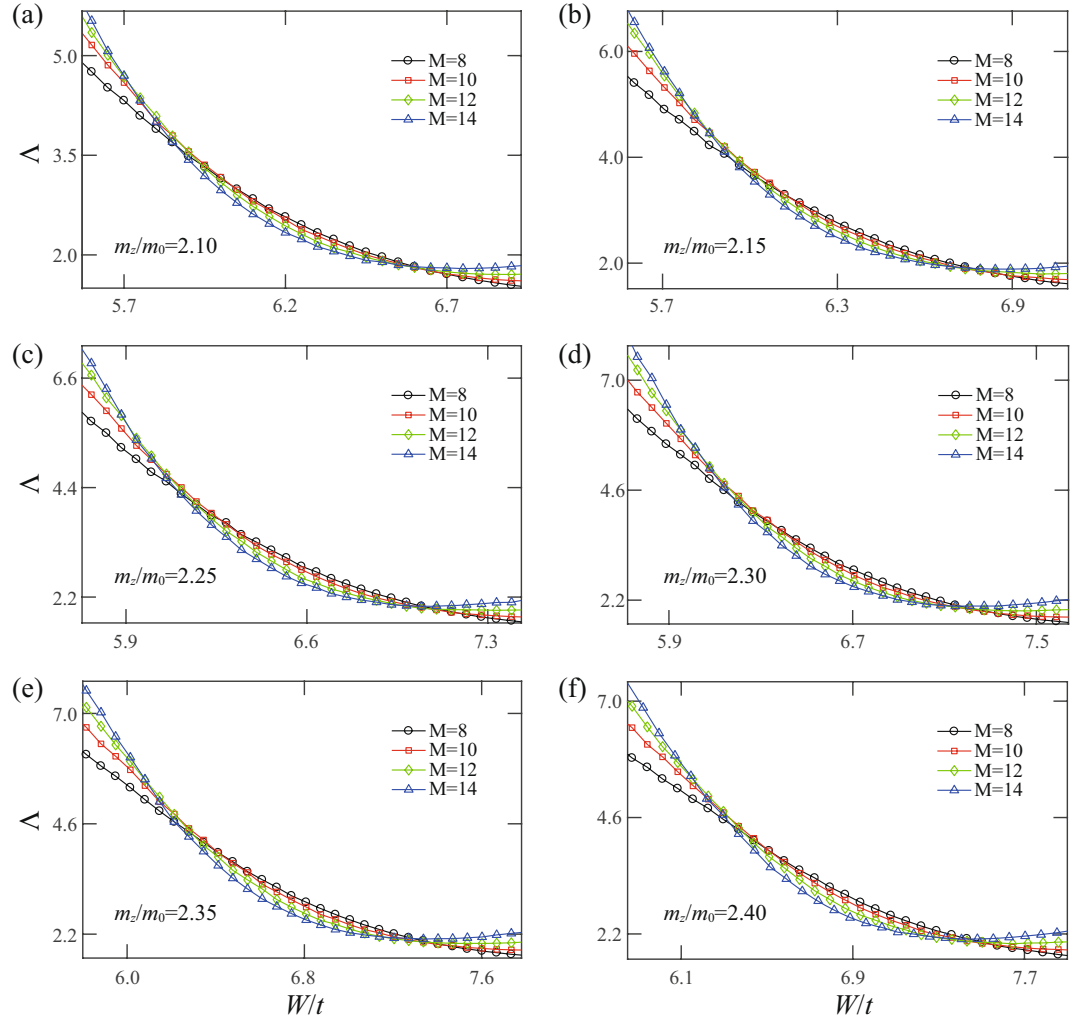 (a)
5.0
3.5
2.0
Λ
M=8
M=10
M=12
M=14
m_z/m_0=2.10
5.7 6.2 6.7
(b)
6.0
4.0
2.0
M=8
M=10
M=12
M=14
m_z/m_0=2.15
5.7 6.3 6.9
(c)
6.6
4.4
2.2
Λ
M=8
M=10
M=12
M=14
m_z/m_0=2.25
5.9 6.6 7.3
(d)
7.0
4.6
2.2
M=8
M=10
M=12
M=14
m_z/m_0=2.30
5.9 6.7 7.5
(e)
7.0
4.6
2.2
Λ
M=8
M=10
M=12
M=14
m_z/m_0=2.35
6.0 6.8 7.6
W/t
(f)
7.0
4.6
2.2
M=8
M=10
M=12
M=14
m_z/m_0=2.40
6.1 6.9 7.7
W/t